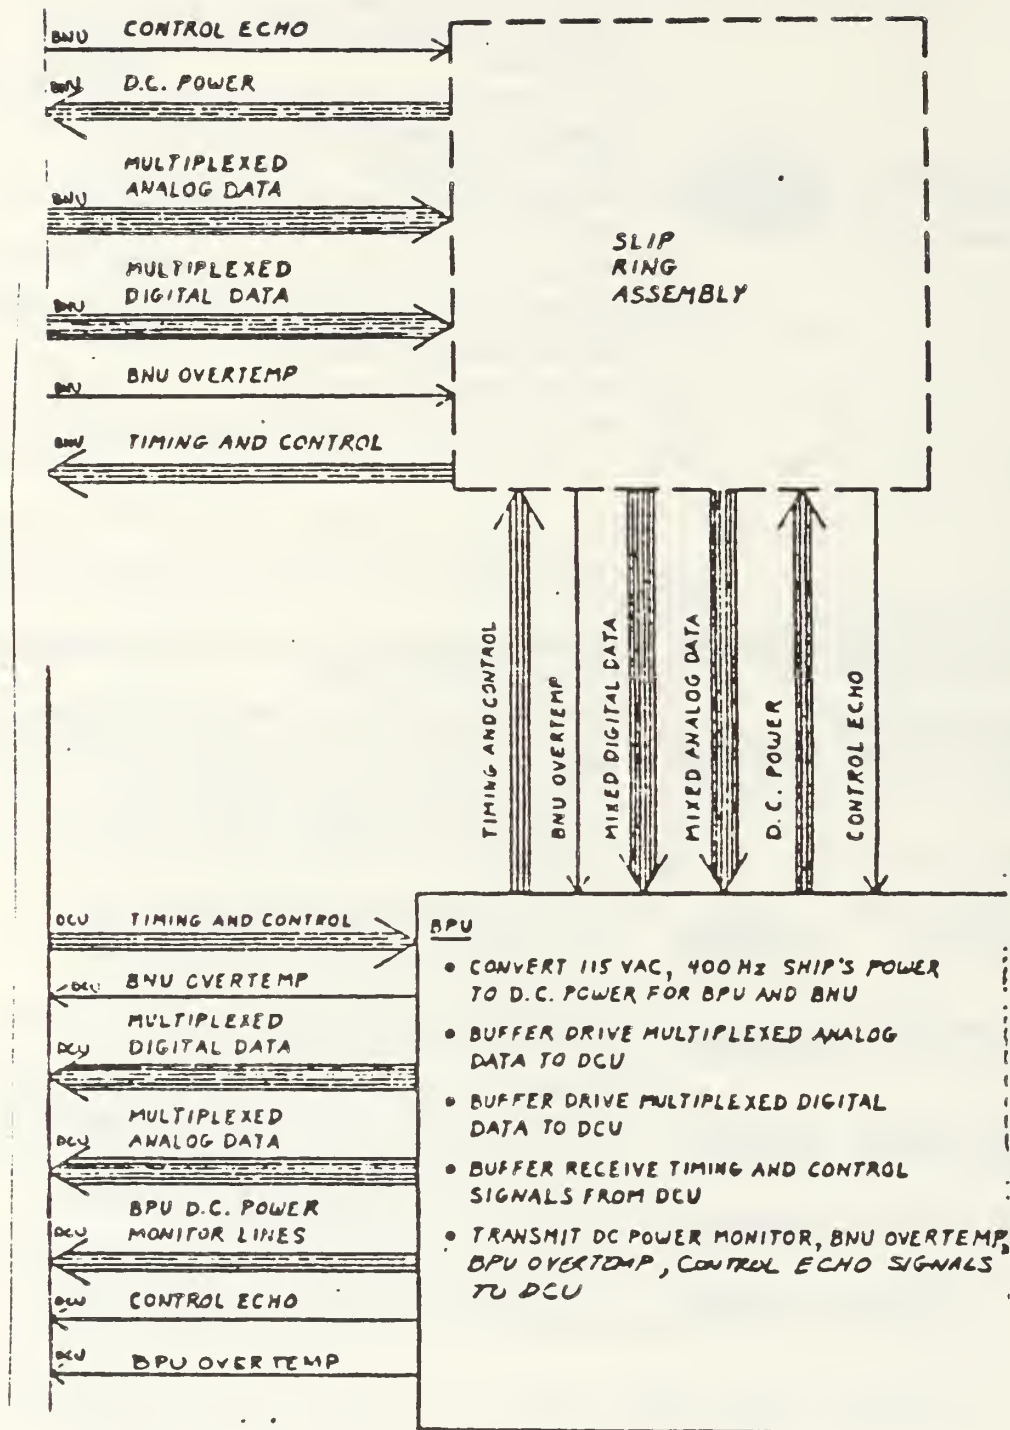 BNU CONTROL ECHO
BNU D.C. POWER
MULTIPLEXED
ANALOG DATA
BNU
MULTIPLEXED
DIGITAL DATA
BNU
BNU BNU OVERTEMP
BNU TIMING AND CONTROL
SLIP
RING
ASSEMBLY
TIMING AND CONTROL
BNU OVERTEMP
MIXED DIGITAL DATA
MIXED ANALOG DATA
D.C. POWER
CONTROL ECHO
DCU TIMING AND CONTROL
DCU BNU OVERTEMP
MULTIPLEXED
DIGITAL DATA
DCU
MULTIPLEXED
ANALOG DATA
DCU
BPU D.C. POWER
MONITOR LINES
DCU
DCU CONTROL ECHO
DCU BPU OVERTEMP
BPU
• CONVERT 115 VAC, 400 Hz SHIP'S POWER
TO D.C. POWER FOR BPU AND BNU
• BUFFER DRIVE MULTIPLEXED ANALOG
DATA TO DCU
• BUFFER DRIVE MULTIPLEXED DIGITAL
DATA TO DCU
• BUFFER RECEIVE TIMING AND CONTROL
SIGNALS FROM DCU
• TRANSMIT DC POWER MONITOR, BNU OVERTEMP,
BPU OVERTEMP, CONTROL ECHO SIGNALS
TO DCU